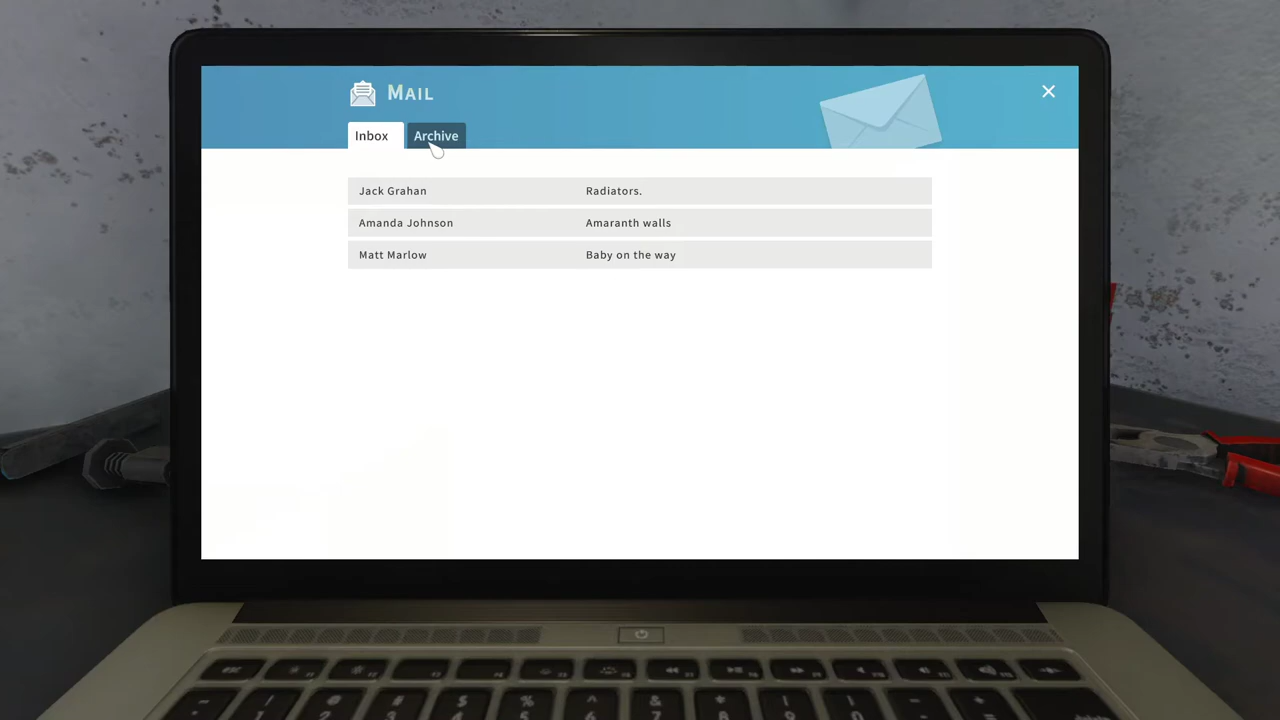 MAIL
Inbox Archive
Jack Grahan Radiators.
Amanda Johnson Amaranth walls
Matt Marlow Baby on the way